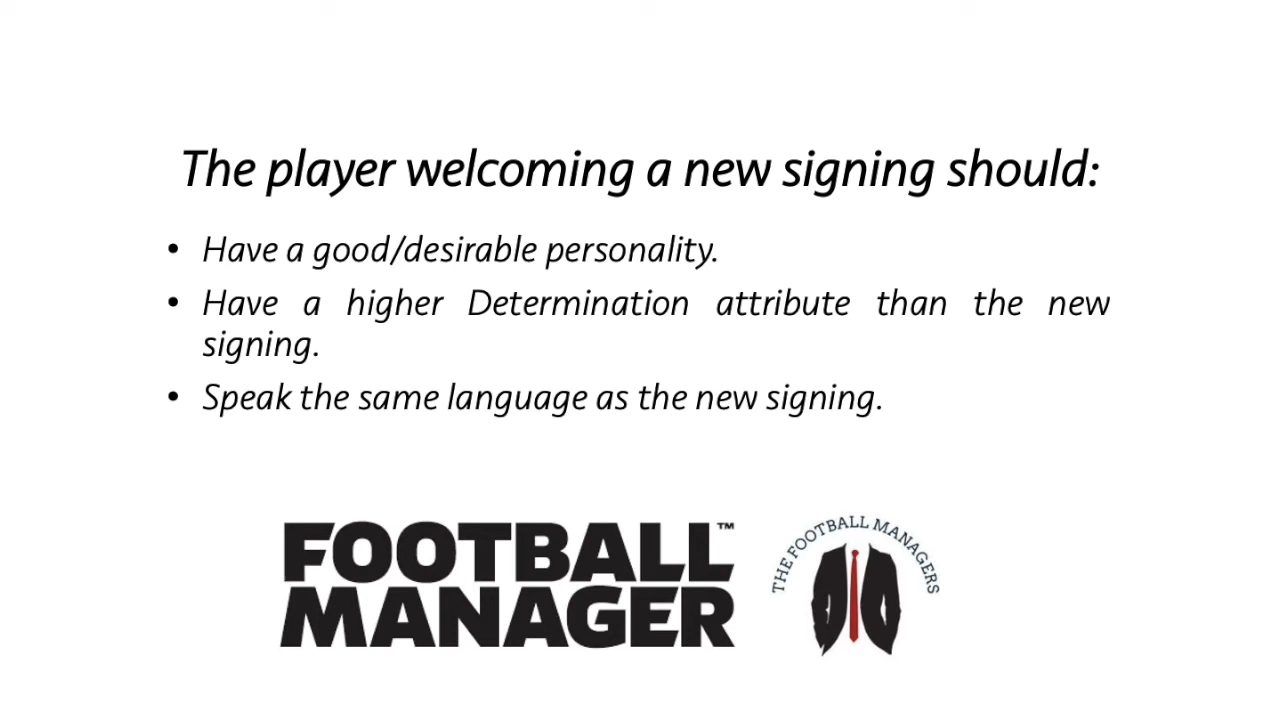 The player welcoming a new signing should:
• Have a good/desirable personality.
• Have a higher Determination attribute than the new
signing.
• Speak the same language as the new signing.
FOOTBALL™
MANAGER
THE FOOTBALL MANAGERS